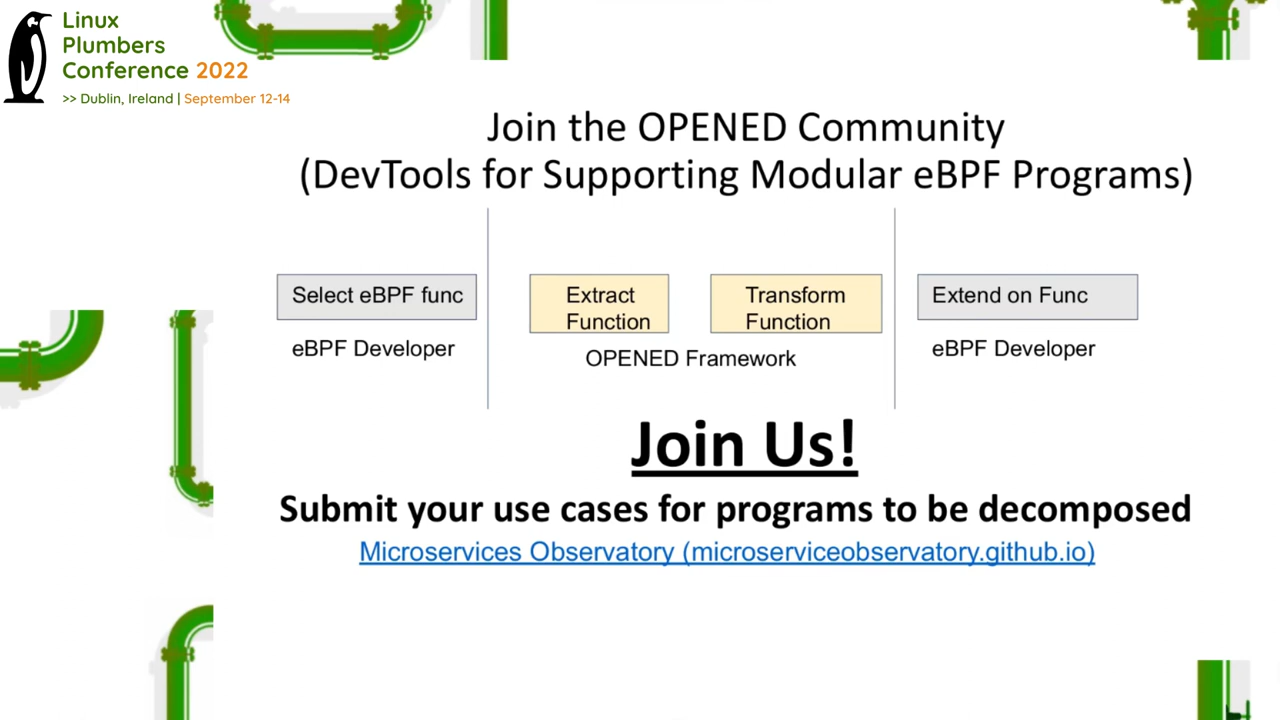 Linux
Plumbers
Conference 2022
>> Dublin, Ireland | September 12-14
Join the OPENED Community
(DevTools for Supporting Modular eBPF Programs)
Select eBPF func
Extract
Function
Transform
Function
Extend on Func
eBPF Developer
OPENED Framework
eBPF Developer
Join Us!
Submit your use cases for programs to be decomposed
Microservices Observatory (microserviceobservatory.github.io)